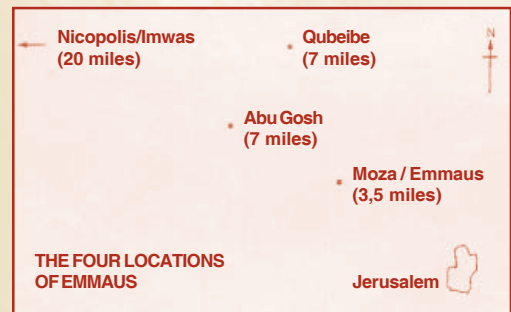 Nicopolis/Imwas
(20 miles)
Qubeibe
(7 miles)
N
Abu Gosh
(7 miles)
Moza / Emmaus
(3,5 miles)
THE FOUR LOCATIONS
OF EMMAUS
Jerusalem